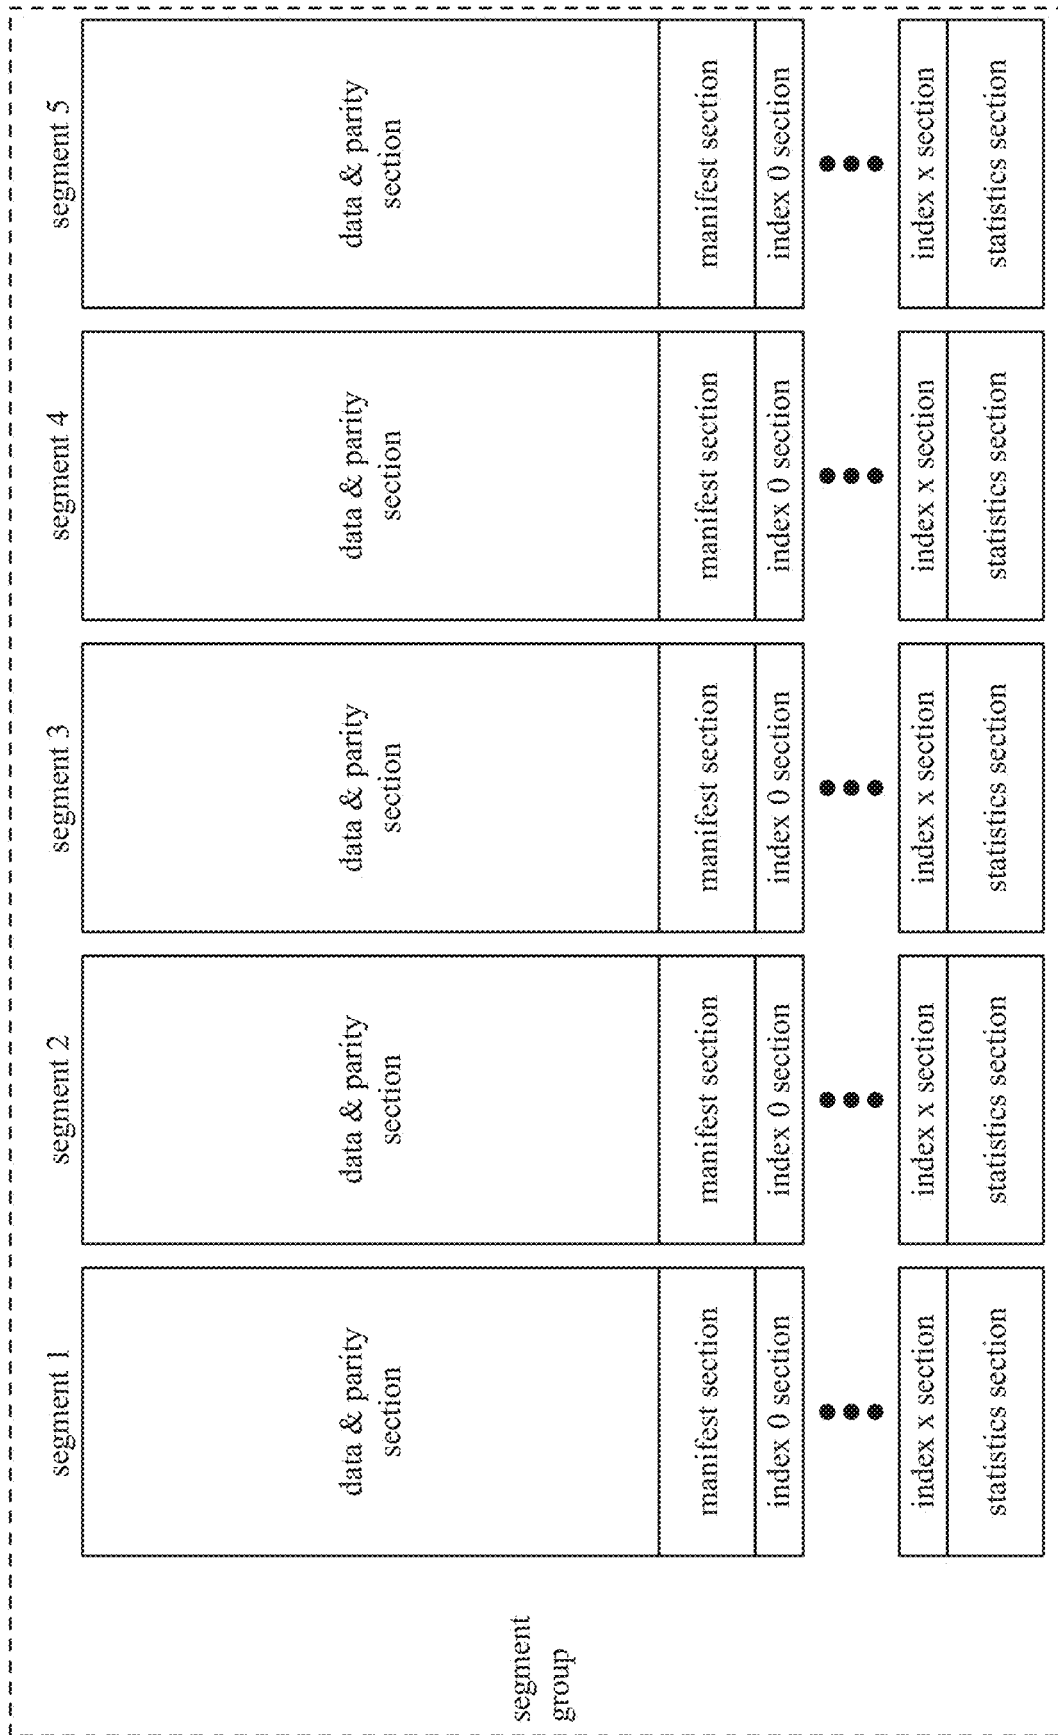 segment
group
segment 1
data & parity
section
manifest section
index 0 section
index x section
statistics section
segment 2
data & parity
section
manifest section
index 0 section
index x section
statistics section
segment 3
data & parity
section
manifest section
index 0 section
index x section
statistics section
segment 4
data & parity
section
manifest section
index 0 section
index x section
statistics section
segment 5
data & parity
section
manifest section
index 0 section
index x section
statistics section